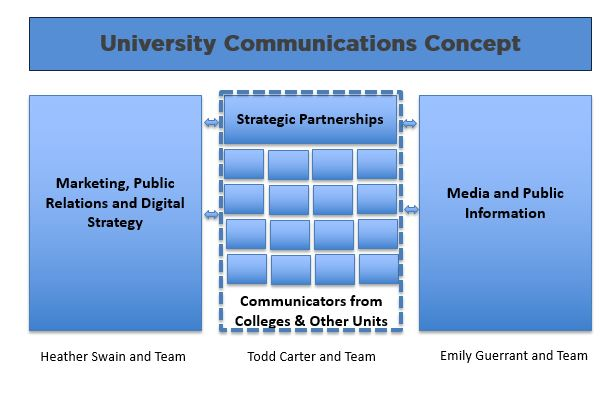 University Communications Concept
Strategic Partnerships
Marketing, Public
Relations and Digital
Strategy
Media and Public
Information
Communicators from
Colleges & Other Units
Heather Swain and Team
Todd Carter and Team
Emily Guerrant and Team